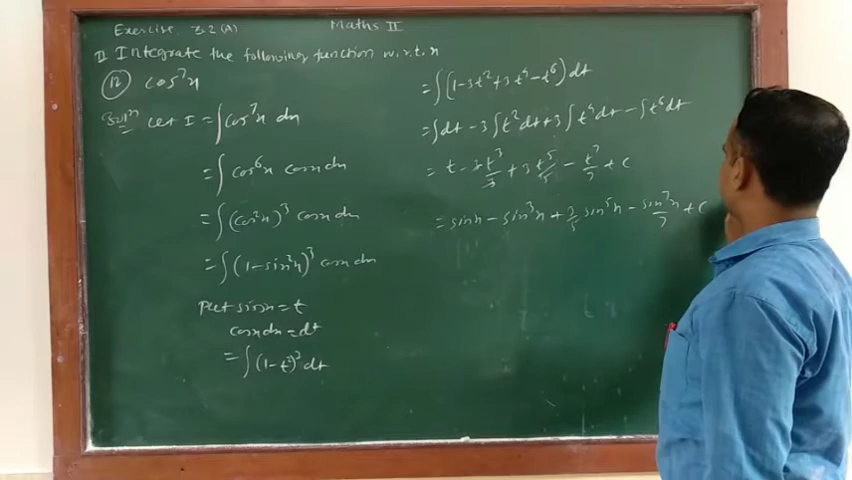 Exercise 3.2 (A) Maths II
II Integrate the following function w.r.t. x
(12) cos⁷x
Solⁿ Let I = ∫cos⁷x dx
= ∫cos⁶x cosx dx
= ∫(cos²x)³ cosx dx
= ∫(1-sin²x)³ cosx dx
Put sinx = t
cosx dx = dt
= ∫(1-t²)³ dt
= ∫(1-3t²+3t⁴-t⁶) dt
= ∫dt - 3∫t²dt + 3∫t⁴dt - ∫t⁶dt
= t - 3t³/3 + 3t⁵/5 - t⁷/7 + c
= sinx - sin³x + 3/5 sin⁵x - sin⁷x/7 + c